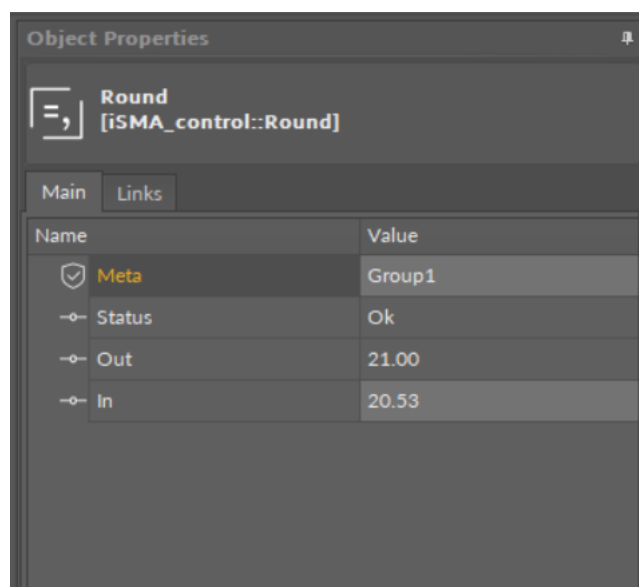 Object Properties
Round
[iSMA_control::Round]
Main Links
Name Value
Meta Group1
Status Ok
Out 21.00
In 20.53